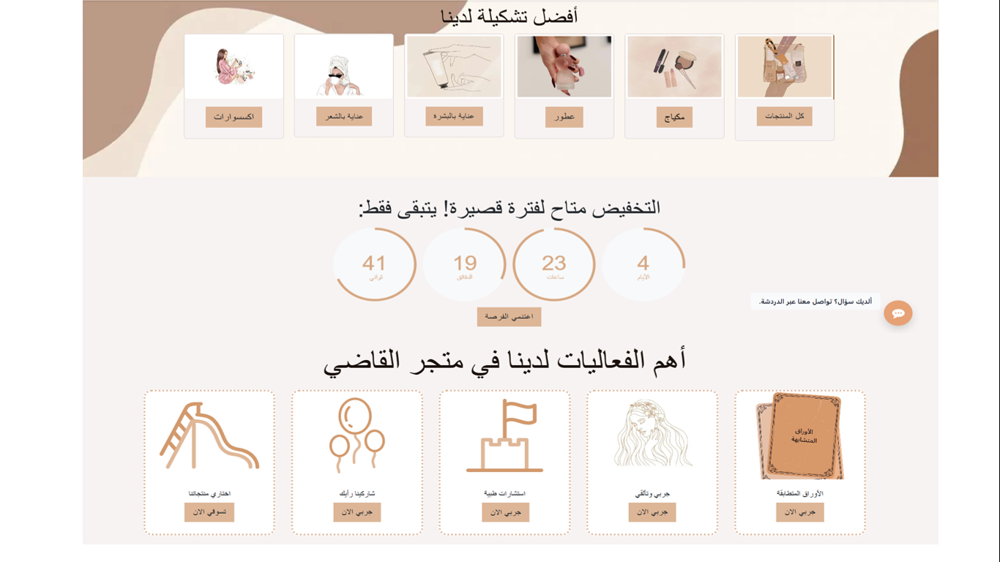 أفضل تشكيلة لدينا
كل المنتجات
مكياج
عطور
عناية بالبشره
عناية بالشعر
اكسسوارات
التخفيض متاح لفترة قصيرة! يتبقى فقط:
4
الأيام
23
ساعات
19
الدقائق
41
ثواني
اغتنمي الفرصة
ألديك سؤال؟ تواصل معنا عبر الدردشة.
أهم الفعاليات لدينا في متجر القاضي
الأوراق
المتشابهة
الأوراق المتطابقة
جربي الان
جربي وتألقي
جربي الان
استشارات طبية
جربي الان
شاركينا رأيك
جربي الان
اختاري منتجاتنا
تسوقي الان